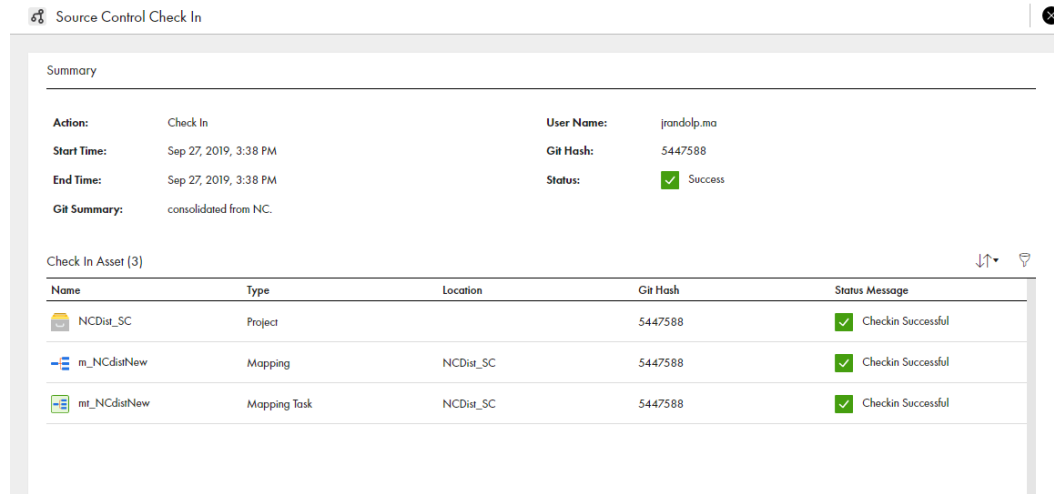 Source Control Check In
Summary
Action: Check In User Name: jrandolp.ma
Start Time: Sep 27, 2019, 3:38 PM Git Hash: 5447588
End Time: Sep 27, 2019, 3:38 PM Status: Success
Git Summary: consolidated from NC.
Check In Asset (3)
Name Type Location Git Hash Status Message
NCDist_SC Project 5447588 Checkin Successful
m_NCdistNew Mapping NCDist_SC 5447588 Checkin Successful
mt_NCdistNew Mapping Task NCDist_SC 5447588 Checkin Successful